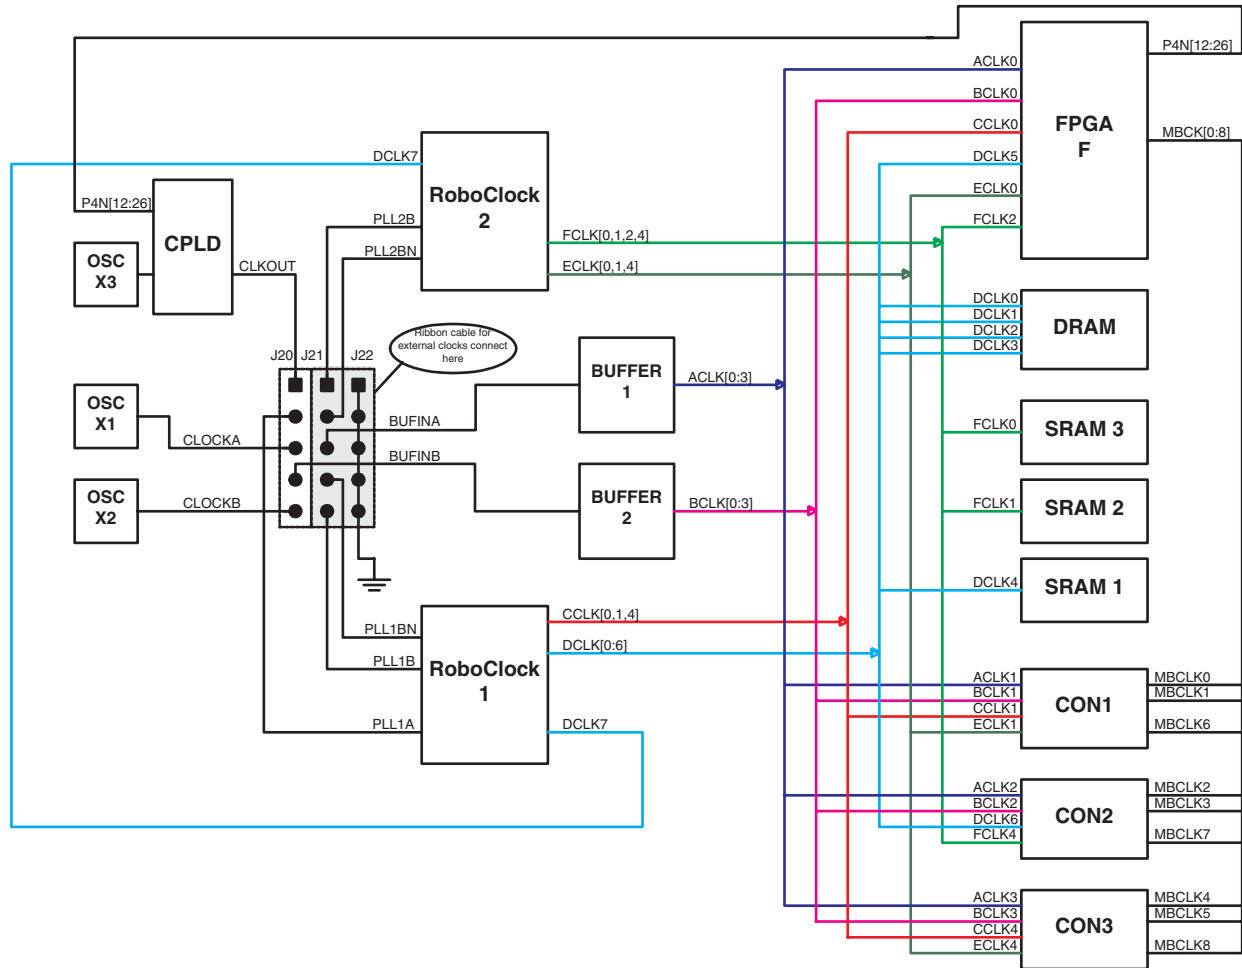 P4N[12:26]
ACLK0
BCLK0
CCLK0
DCLK5
ECLK0
FCLK2
FPGA
F
MBCK[0:8]
DCLK7
RoboClock
2
PLL2B
PLL2BN
FCLK[0,1,2,4]
ECLK[0,1,4]
P4N[12:26]
CPLD
OSC
X3
CLKOUT
DCLK0
DCLK1
DCLK2
DCLK3
DRAM
Ribbon cable for
external clocks connect
here
J20
J21
J22
BUFFER
1
ACLK[0:3]
OSC
X1
CLOCKA
BUFINA
BUFINB
FCLK0
SRAM 3
OSC
X2
CLOCKB
BUFFER
2
BCLK[0:3]
FCLK1
SRAM 2
DCLK4
SRAM 1
PLL1BN
PLL1B
PLL1A
RoboClock
1
CCLK[0,1,4]
DCLK[0:6]
DCLK7
ACLK1
BCLK1
CCLK1
ECLK1
CON1
MBCLK0
MBCLK1
MBCLK6
ACLK2
BCLK2
DCLK6
FCLK4
CON2
MBCLK2
MBCLK3
MBCLK7
ACLK3
BCLK3
CCLK4
ECLK4
CON3
MBCLK4
MBCLK5
MBCLK8